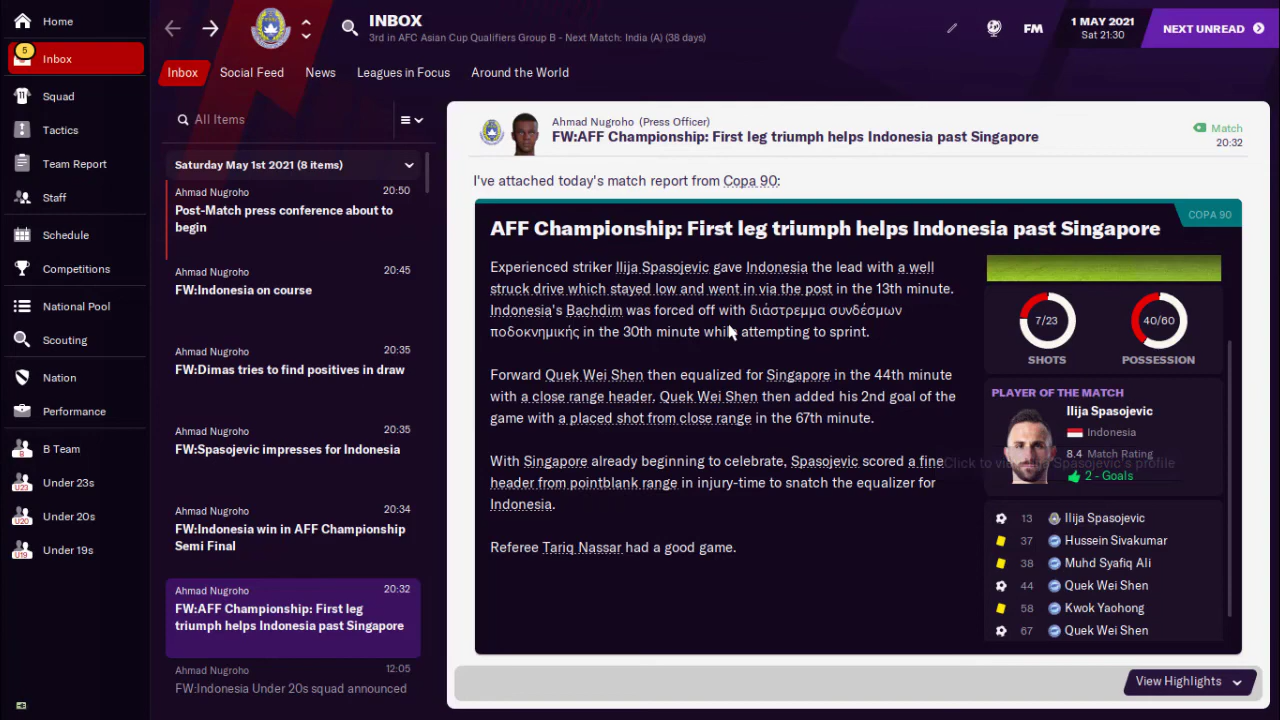 Home
5
Inbox
Squad
Tactics
Team Report
Staff
Schedule
Competitions
National Pool
Scouting
Nation
Performance
B Team
Under 23s
Under 20s
Under 19s
INBOX
3rd in AFC Asian Cup Qualifiers Group B - Next Match: India (A) (38 days)
FM
1 MAY 2021
Sat 21:30
NEXT UNREAD
Inbox
Social Feed
News
Leagues in Focus
Around the World
All Items
Saturday May 1st 2021 (8 items)
Ahmad Nugroho 20:50
Post-Match press conference about to
begin
Ahmad Nugroho 20:45
FW:Indonesia on course
Ahmad Nugroho 20:35
FW:Dimas tries to find positives in draw
Ahmad Nugroho 20:35
FW:Spasojevic impresses for Indonesia
Ahmad Nugroho 20:34
FW:Indonesia win in AFF Championship
Semi Final
Ahmad Nugroho 20:32
FW:AFF Championship: First leg
triumph helps Indonesia past Singapore
Ahmad Nugroho 12:05
FW:Indonesia Under 20s squad announced
Ahmad Nugroho (Press Officer)
FW:AFF Championship: First leg triumph helps Indonesia past Singapore
Match
20:32
I've attached today's match report from Copa 90:
COPA 90
AFF Championship: First leg triumph helps Indonesia past Singapore
Experienced striker Ilija Spasojevic gave Indonesia the lead with a well
struck drive which stayed low and went in via the post in the 13th minute.
Indonesia's Bachdim was forced off with διάστρεμμα συνδέσμων
ποδοκνημικής in the 30th minute while attempting to sprint.
Forward Quek Wei Shen then equalized for Singapore in the 44th minute
with a close range header. Quek Wei Shen then added his 2nd goal of the
game with a placed shot from close range in the 67th minute.
With Singapore already beginning to celebrate, Spasojevic scored a fine
header from pointblank range in injury-time to snatch the equalizer for
Indonesia.
Referee Tariq Nassar had a good game.
7/23
SHOTS
40/60
POSSESSION
PLAYER OF THE MATCH
Ilija Spasojevic
Indonesia
8.4 Match Rating
Click to view Ilija Spasojevic's profile
2 - Goals
13 Ilija Spasojevic
37 Hussein Sivakumar
38 Muhd Syafiq Ali
44 Quek Wei Shen
58 Kwok Yaohong
67 Quek Wei Shen
View Highlights